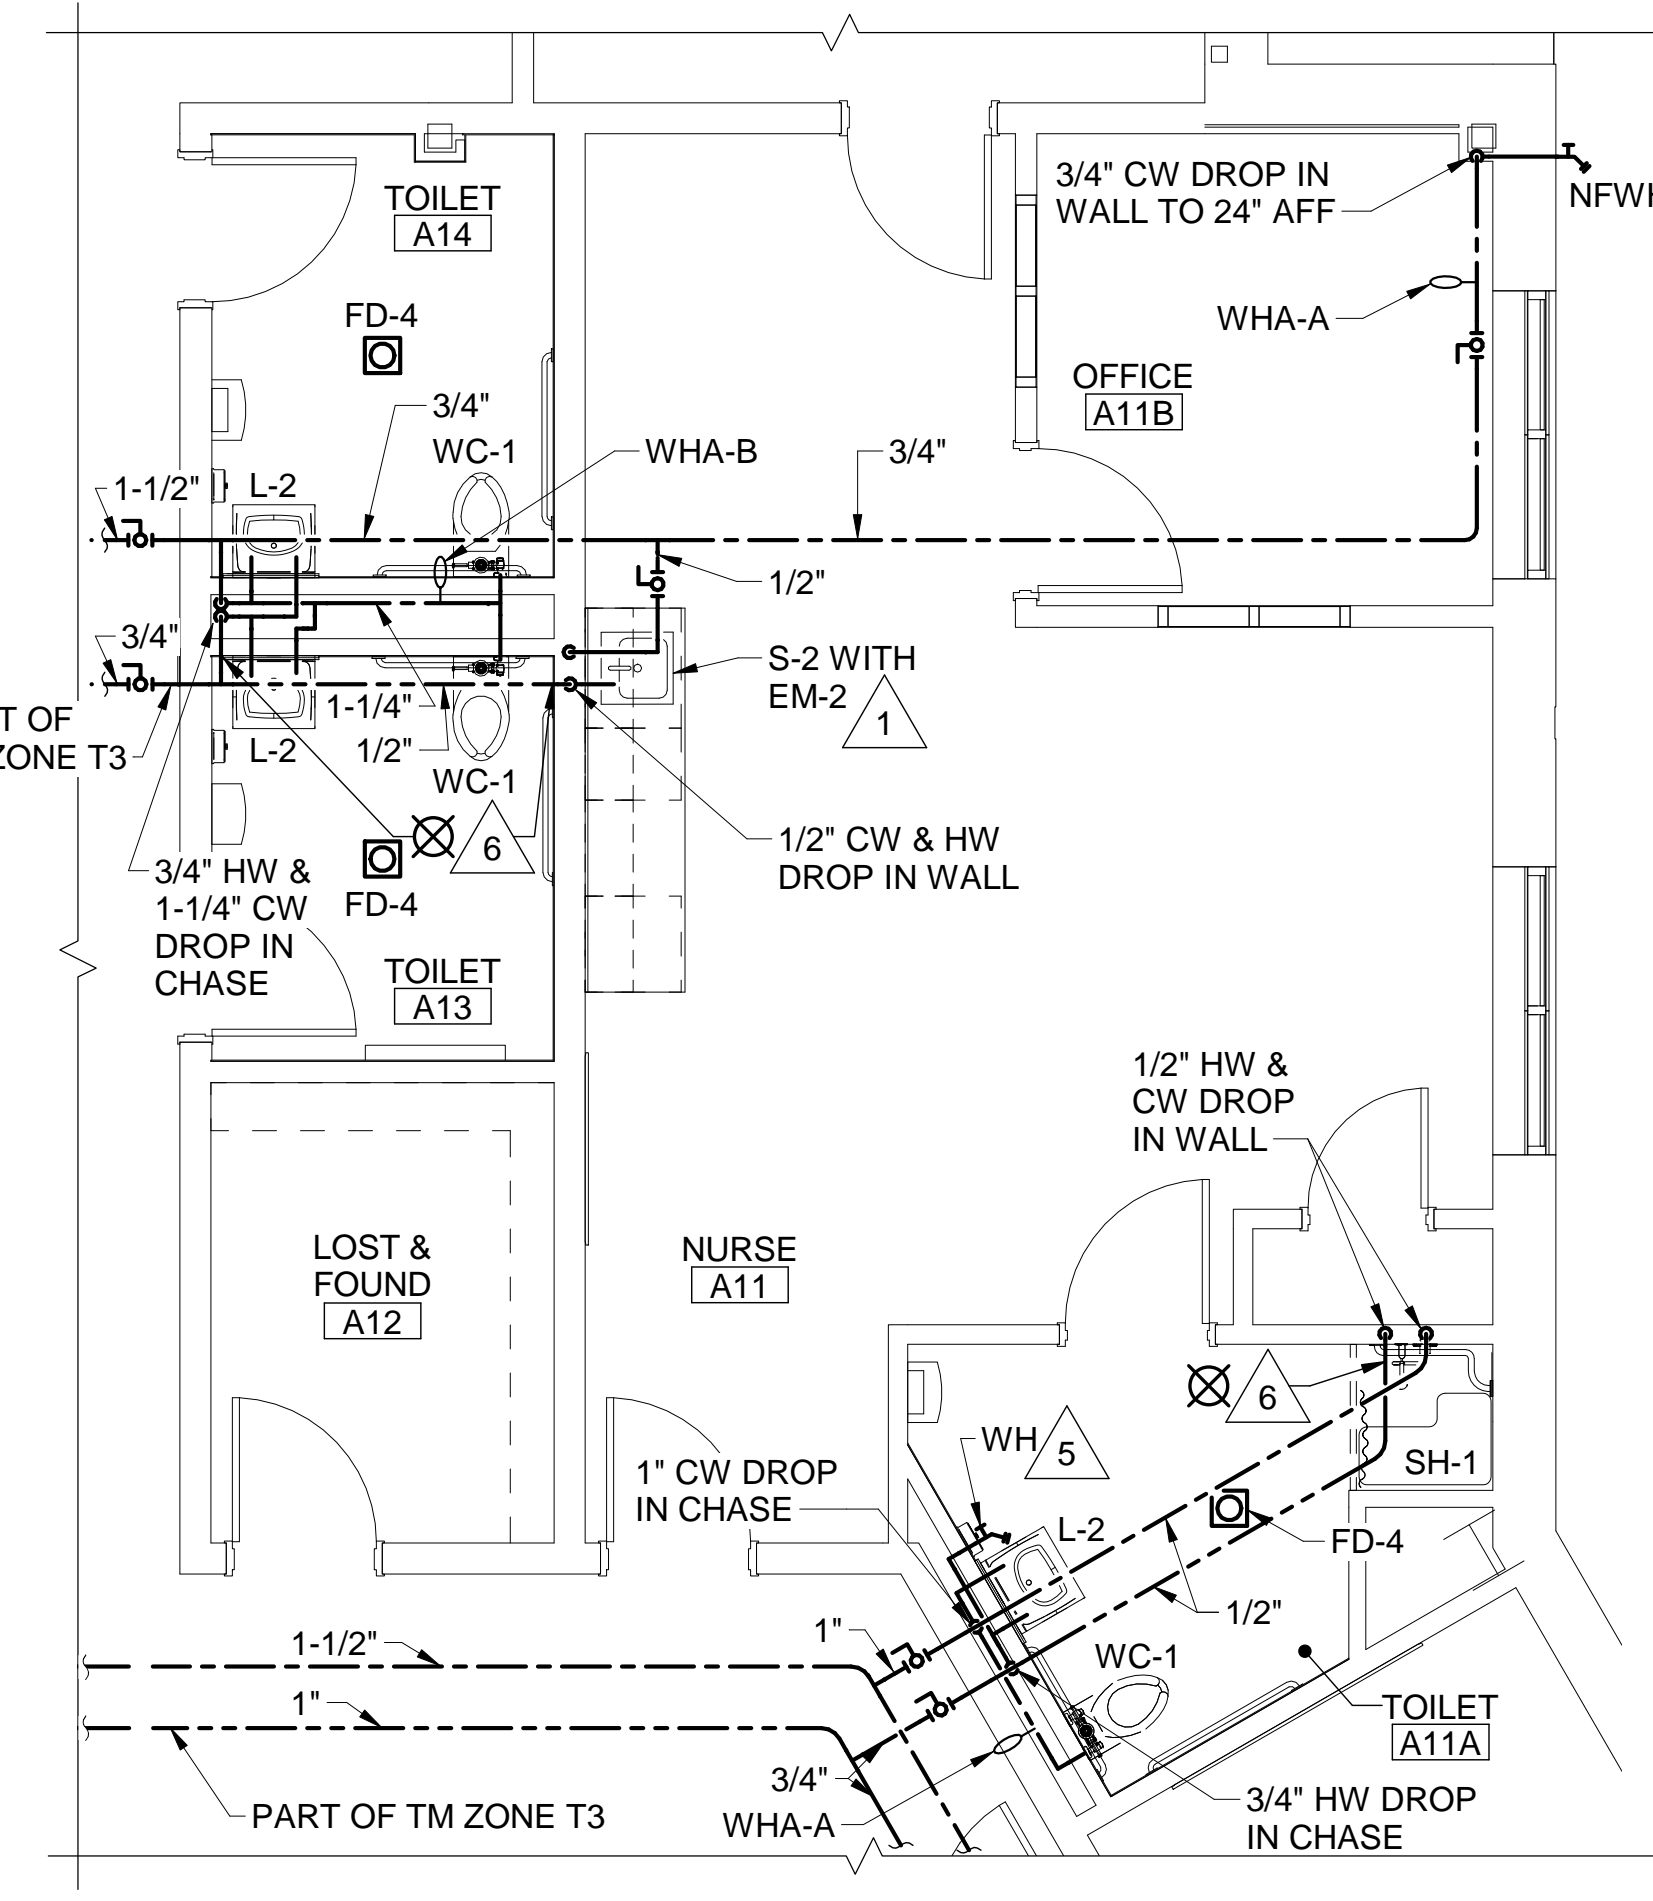 TOILET
A14
3/4" CW DROP IN
WALL TO 24" AFF
NFWH
WHA-A
FD-4
OFFICE
A11B
3/4"
WC-1
WHA-B
3/4"
1-1/2"
L-2
1/2"
3/4"
S-2 WITH
EM-2
1
T OF
ZONE T3
1-1/4"
1/2"
L-2
WC-1
6
1/2" CW & HW
DROP IN WALL
3/4" HW &
1-1/4" CW
DROP IN
CHASE
FD-4
TOILET
A13
1/2" HW &
CW DROP
IN WALL
LOST &
FOUND
A12
NURSE
A11
6
WH
5
1" CW DROP
IN CHASE
SH-1
L-2
FD-4
1/2"
1-1/2"
1"
1"
WC-1
TOILET
A11A
3/4"
PART OF TM ZONE T3
WHA-A
3/4" HW DROP
IN CHASE